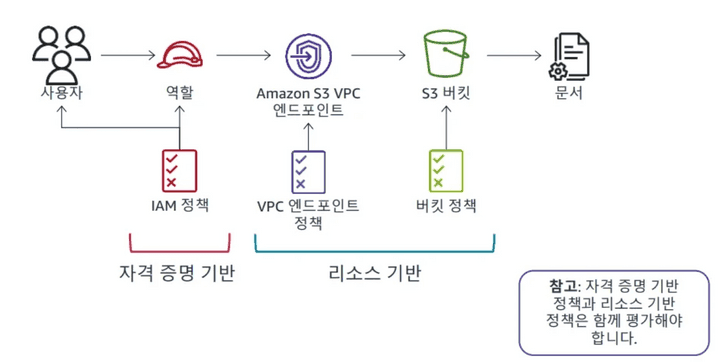 사용자
역할
Amazon S3 VPC
엔드포인트
S3 버킷
문서
IAM 정책
VPC 엔드포인트
정책
버킷 정책
자격 증명 기반
리소스 기반
참고: 자격 증명 기반
정책과 리소스 기반
정책은 함께 평가해야
합니다.